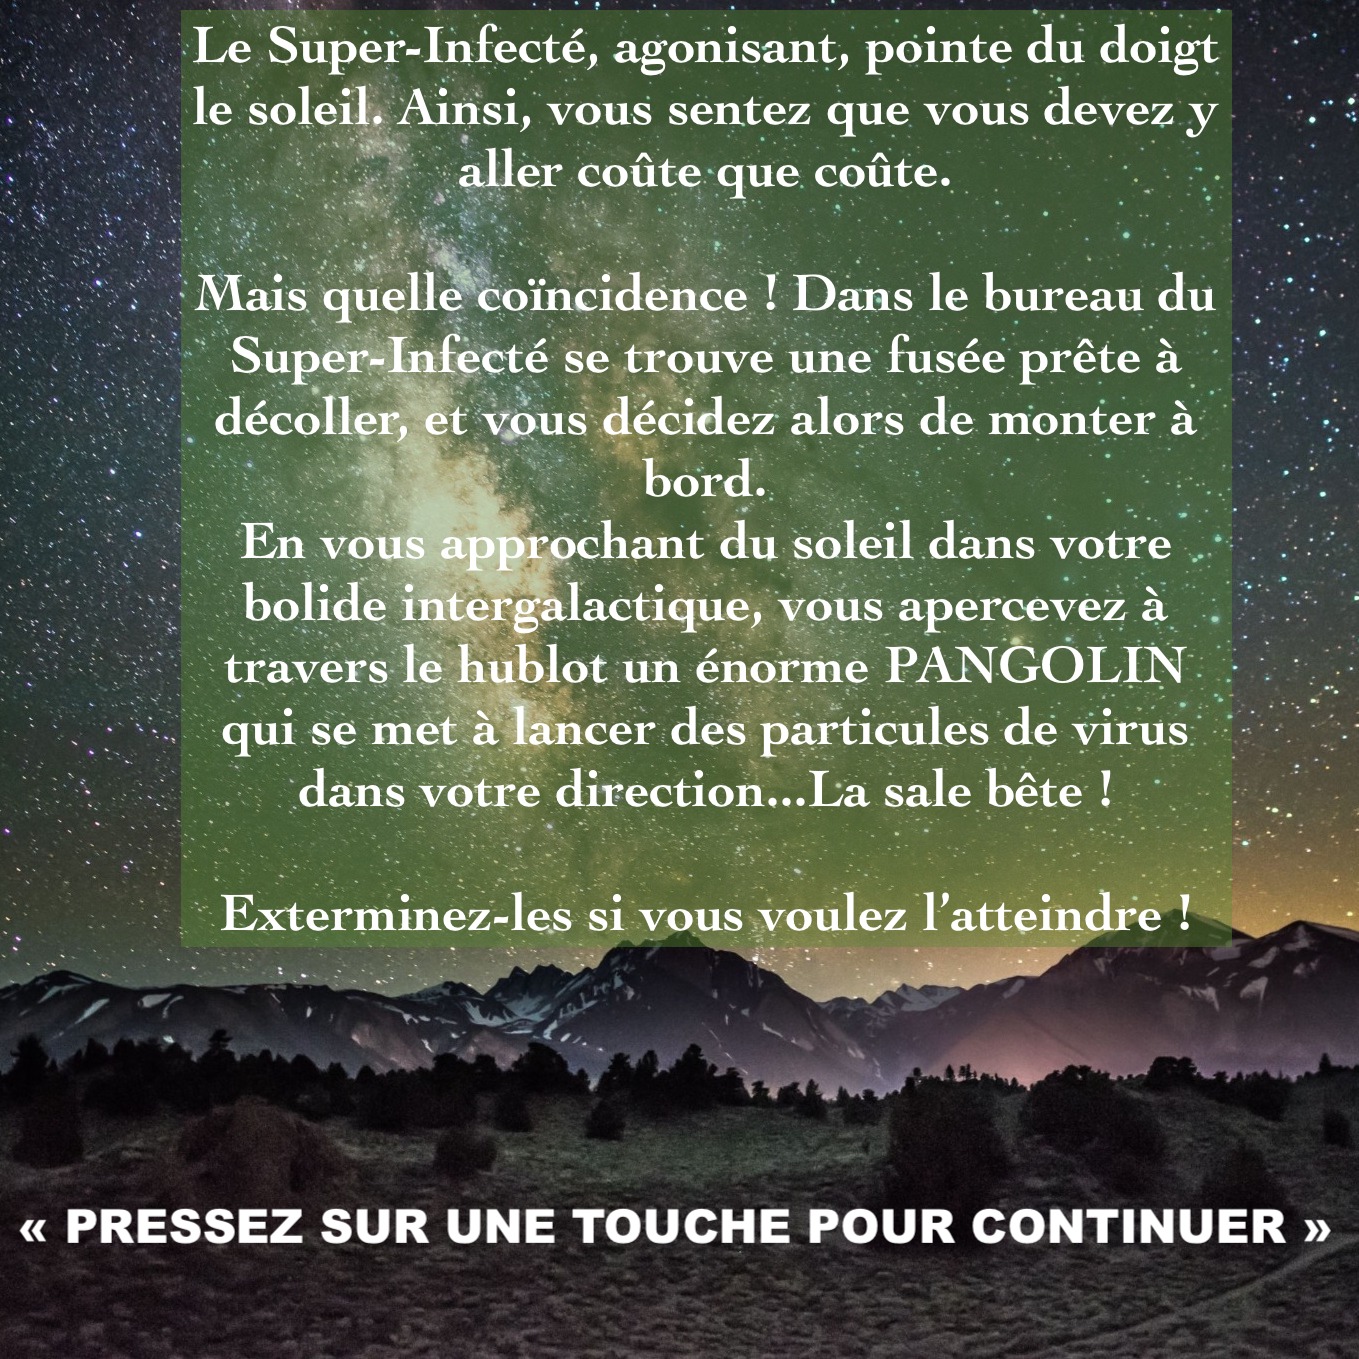 Le Super-Infecté, agonisant, pointe du doigt
le soleil. Ainsi, vous sentez que vous devez y
aller coûte que coûte.
Mais quelle coïncidence ! Dans le bureau du
Super-Infecté se trouve une fusée prête à
décoller, et vous décidez alors de monter à
bord.
En vous approchant du soleil dans votre
bolide intergalactique, vous apercevez à
travers le hublot un énorme PANGOLIN
qui se met à lancer des particules de virus
dans votre direction...La sale bête !
Exterminez-les si vous voulez l’atteindre !
« PRESSEZ SUR UNE TOUCHE POUR CONTINUER »